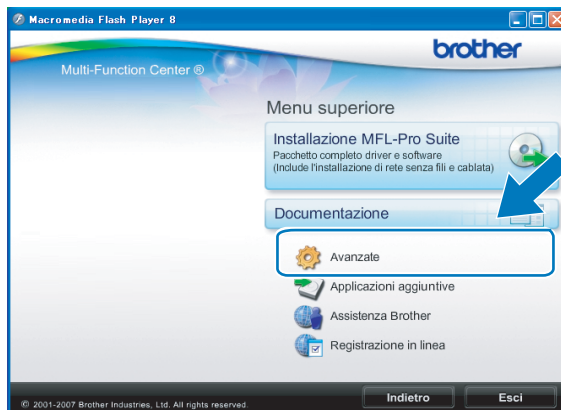 Macromedia Flash Player 8
brother
Multi-Function Center ®
Menu superiore
Installazione MFL-Pro Suite
Pacchetto completo driver e software
(Include l'installazione di rete senza fili e cablata)
Documentazione
Avanzate
Applicazioni aggiuntive
Assistenza Brother
Registrazione in linea
© 2001-2007 Brother Industries, Ltd. All rights reserved.
Indietro
Esci